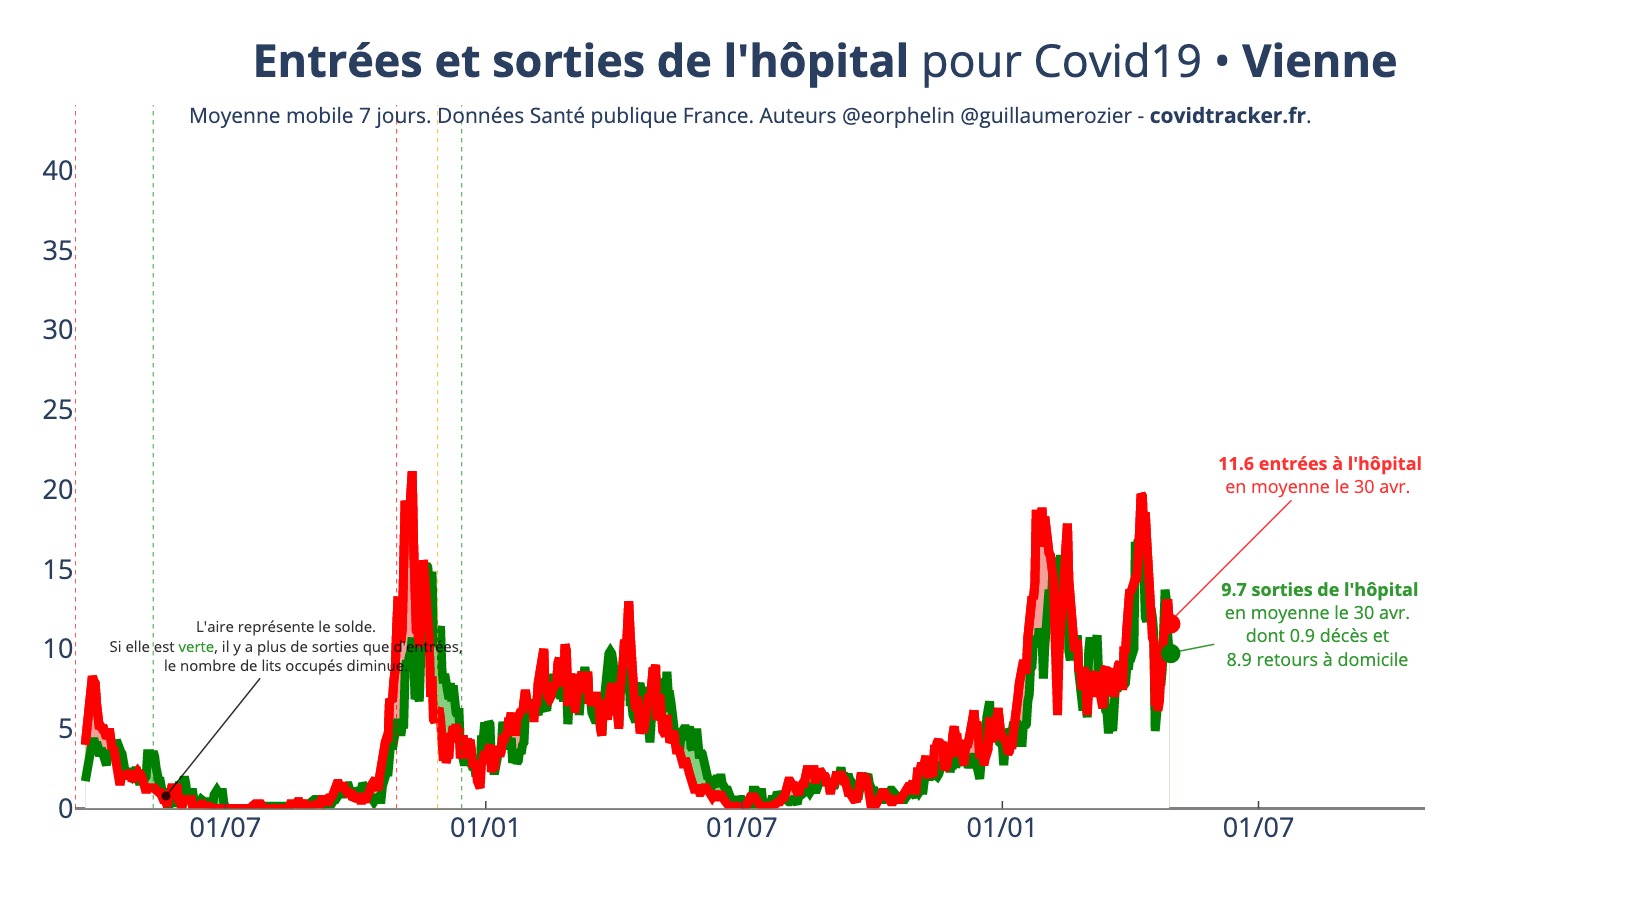 Entrées et sorties de l'hôpital pour Covid19 • Vienne
Moyenne mobile 7 jours. Données Santé publique France. Auteurs @eorphelin @guillaumerozier - covidtracker.fr.
40
35
30
25
20
15
10
5
0
11.6 entrées à l'hôpital
en moyenne le 30 avr.
9.7 sorties de l'hôpital
en moyenne le 30 avr.
dont 0.9 décès et
8.9 retours à domicile
L'aire représente le solde.
Si elle est verte, il y a plus de sorties que d'entrées,
le nombre de lits occupés diminue.
01/07
01/01
01/07
01/01
01/07